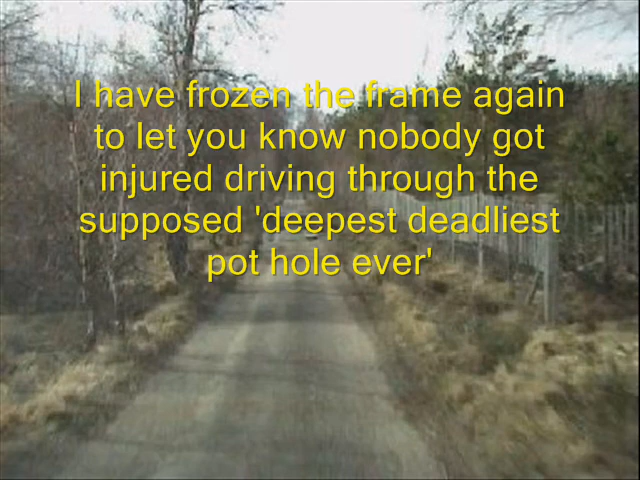 I have frozen the frame again
to let you know nobody got
injured driving through the
supposed 'deepest deadliest
pot hole ever'